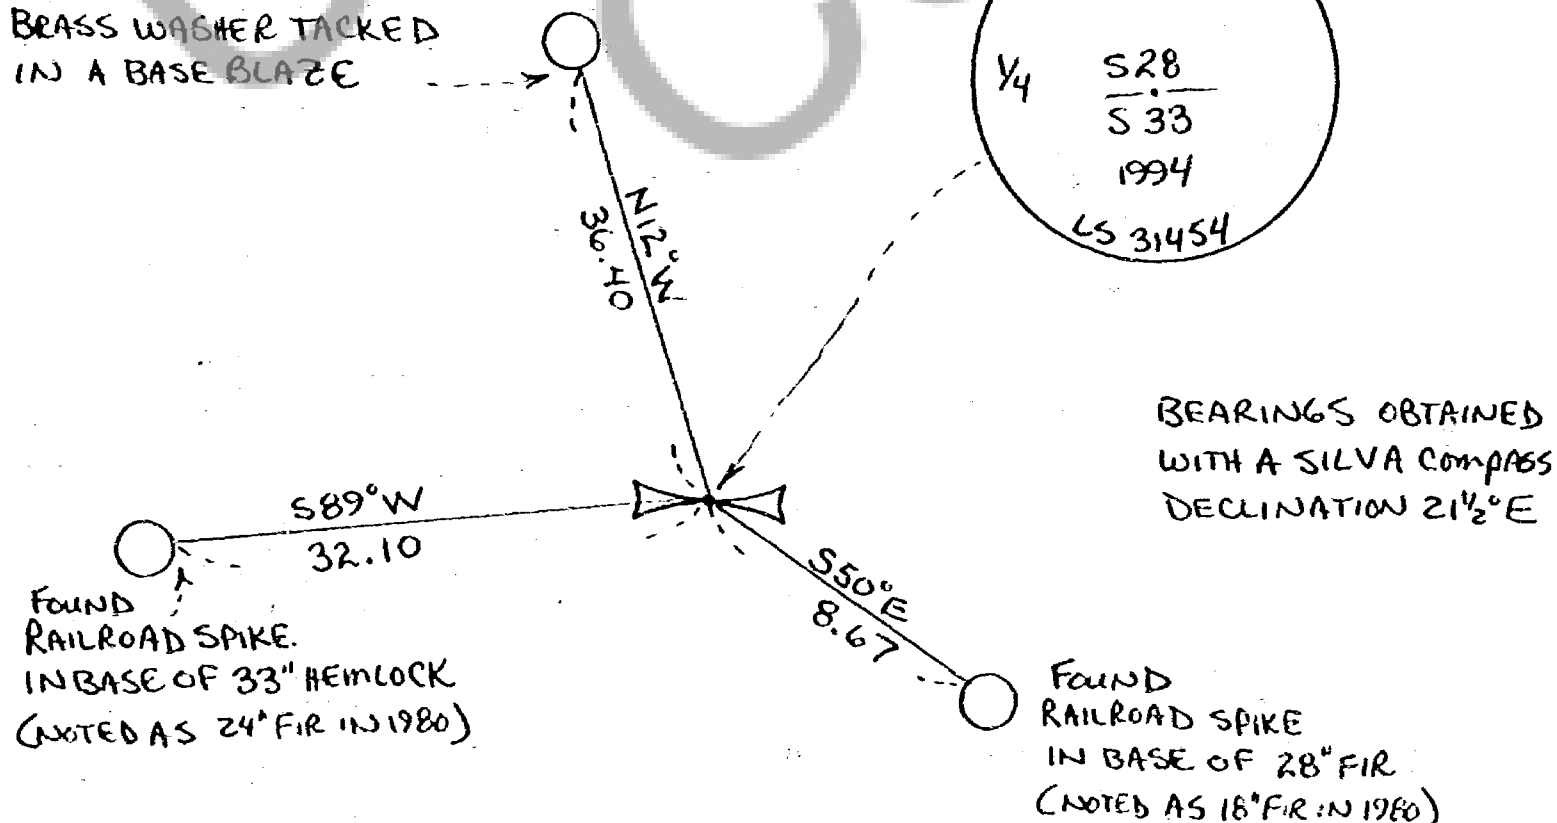 BRASS WASHER TACKED
IN A BASE BLAZE
1/4
S28
S33
1994
LS 31454
N12°W
36.40
BEARINGS OBTAINED
WITH A SILVA COMPASS
DECLINATION 21½°E
S89°W
32.10
S50°E
8.67
FOUND
RAILROAD SPIKE.
IN BASE OF 33" HEMLOCK
(NOTED AS 24" FIR IN 1980)
FOUND
RAILROAD SPIKE
IN BASE OF 28" FIR
(NOTED AS 18" FIR IN 1980)